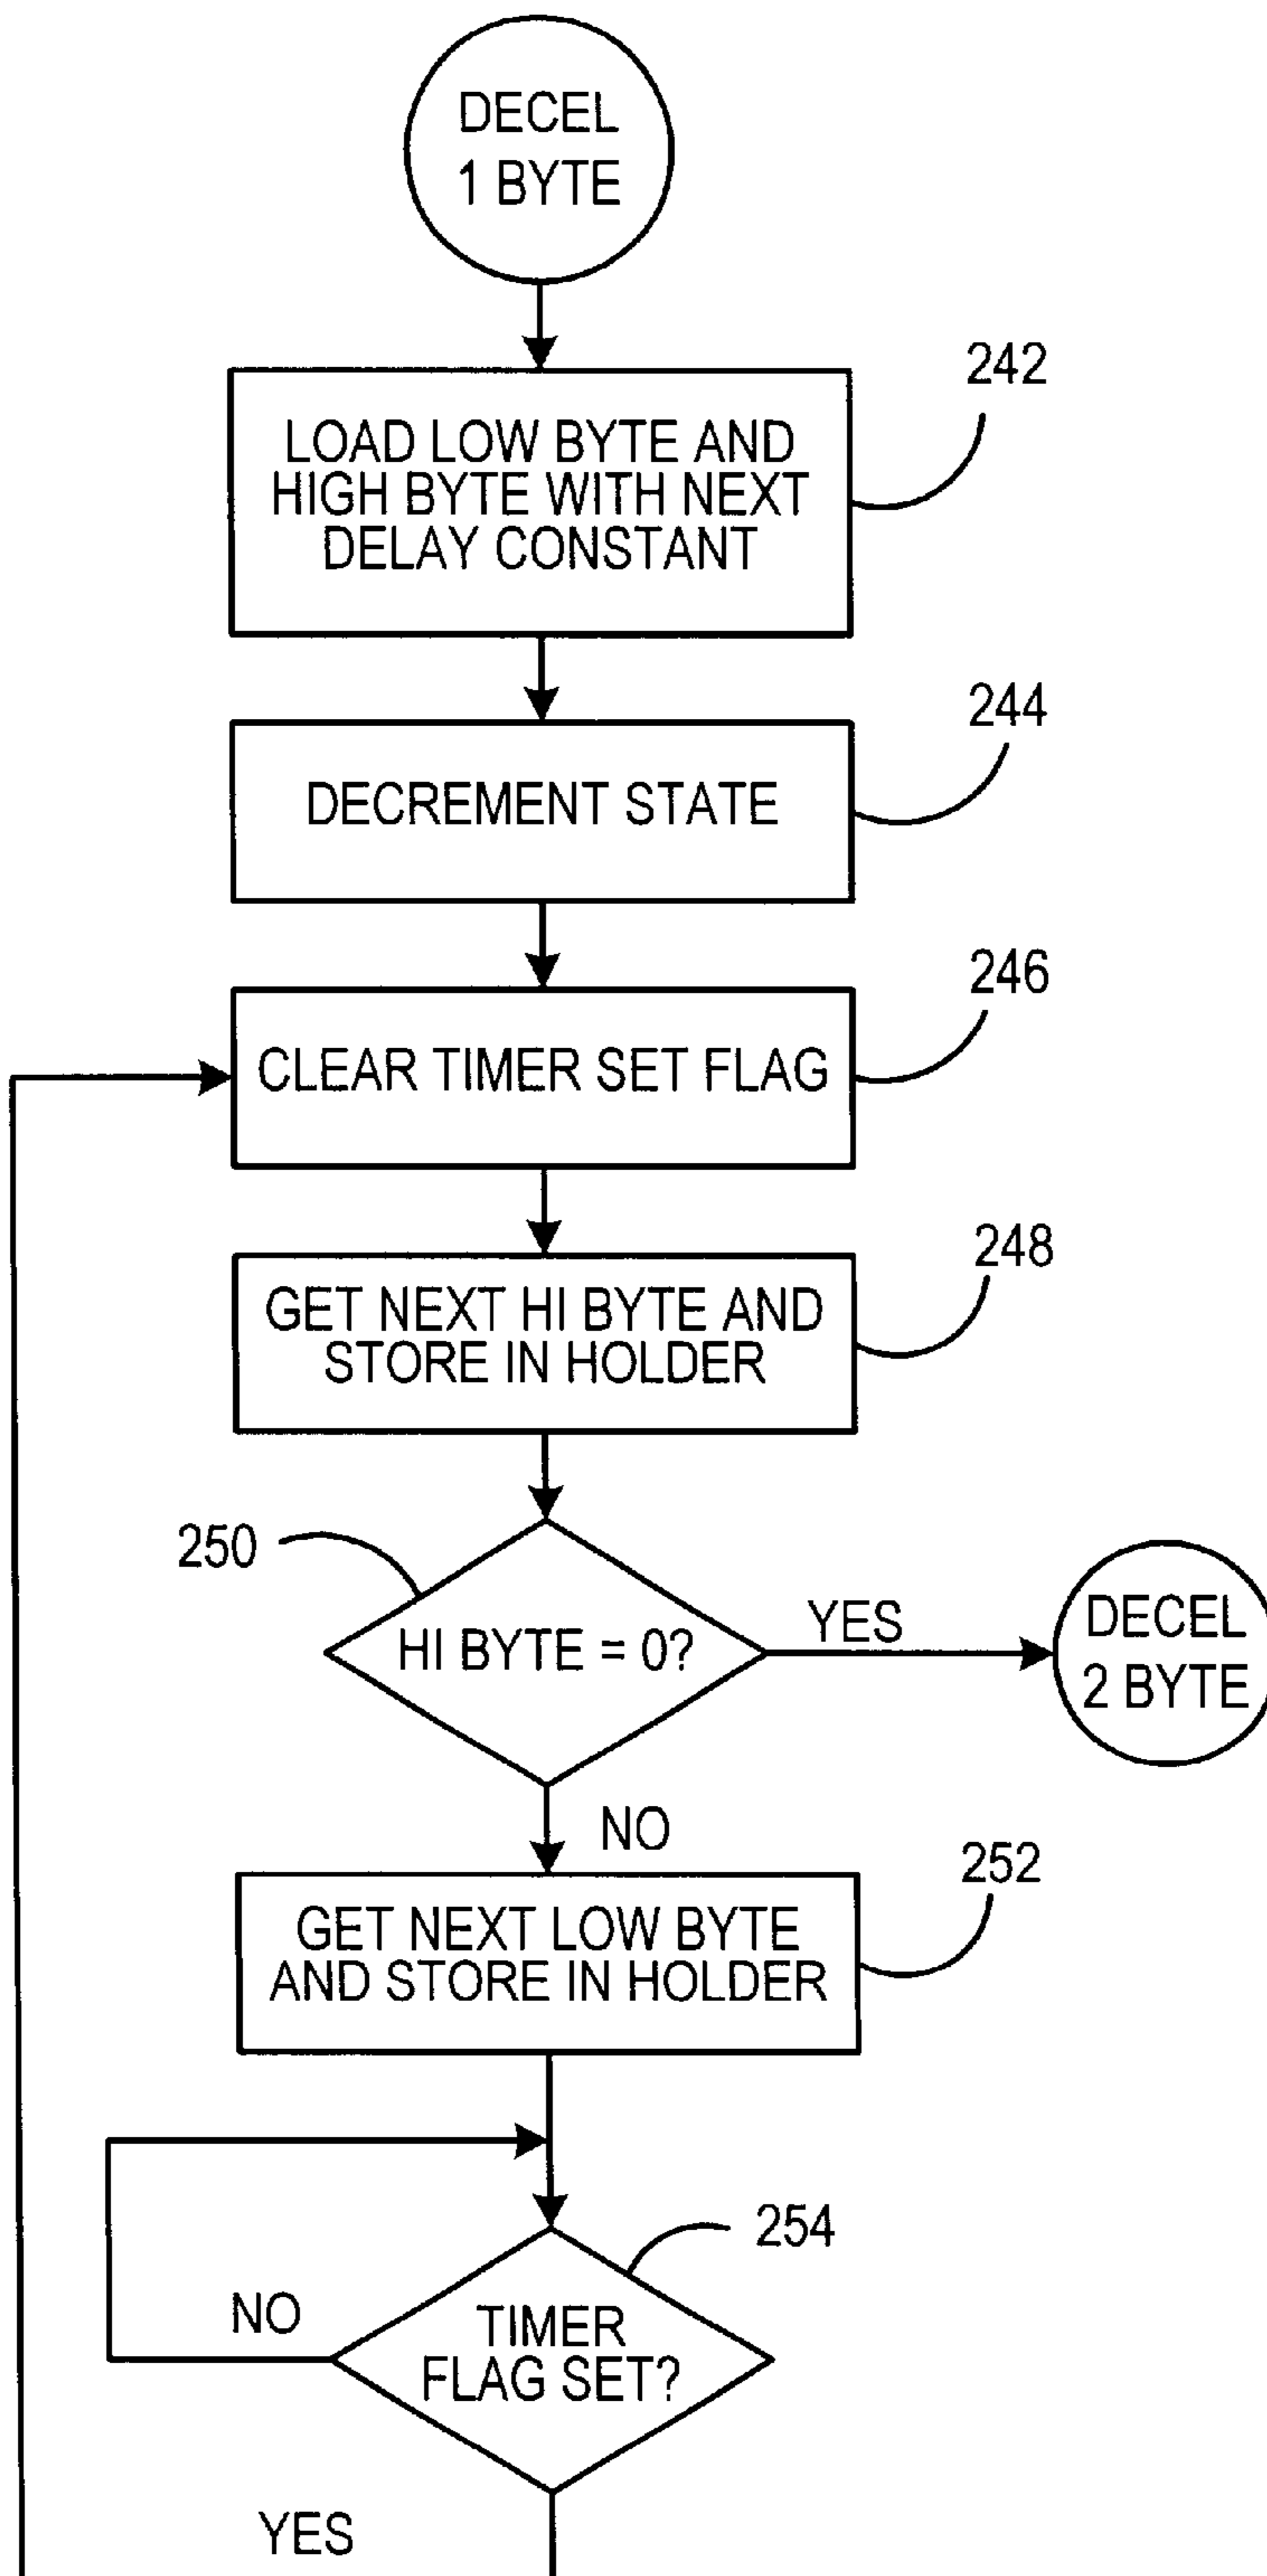 DECEL
1 BYTE
242
LOAD LOW BYTE AND
HIGH BYTE WITH NEXT
DELAY CONSTANT
244
DECREMENT STATE
246
CLEAR TIMER SET FLAG
248
GET NEXT HI BYTE AND
STORE IN HOLDER
250
HI BYTE = 0?
YES
DECEL
2 BYTE
NO
252
GET NEXT LOW BYTE
AND STORE IN HOLDER
254
NO
TIMER
FLAG SET?
YES